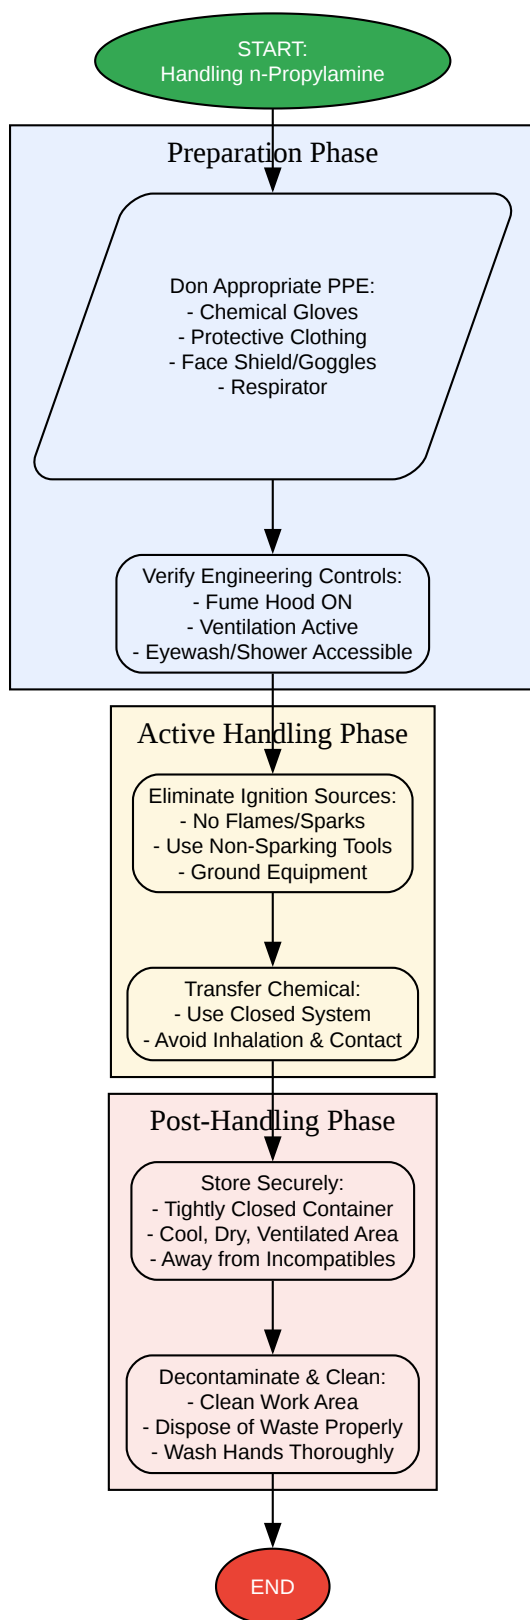 START:
Handling n-Propylamine
Preparation Phase
Don Appropriate PPE:
- Chemical Gloves
- Protective Clothing
- Face Shield/Goggles
- Respirator
Verify Engineering Controls:
- Fume Hood ON
- Ventilation Active
- Eyewash/Shower Accessible
Active Handling Phase
Eliminate Ignition Sources:
- No Flames/Sparks
- Use Non-Sparking Tools
- Ground Equipment
Transfer Chemical:
- Use Closed System
- Avoid Inhalation & Contact
Post-Handling Phase
Store Securely:
- Tightly Closed Container
- Cool, Dry, Ventilated Area
- Away from Incompatibles
Decontaminate & Clean:
- Clean Work Area
- Dispose of Waste Properly
- Wash Hands Thoroughly
END